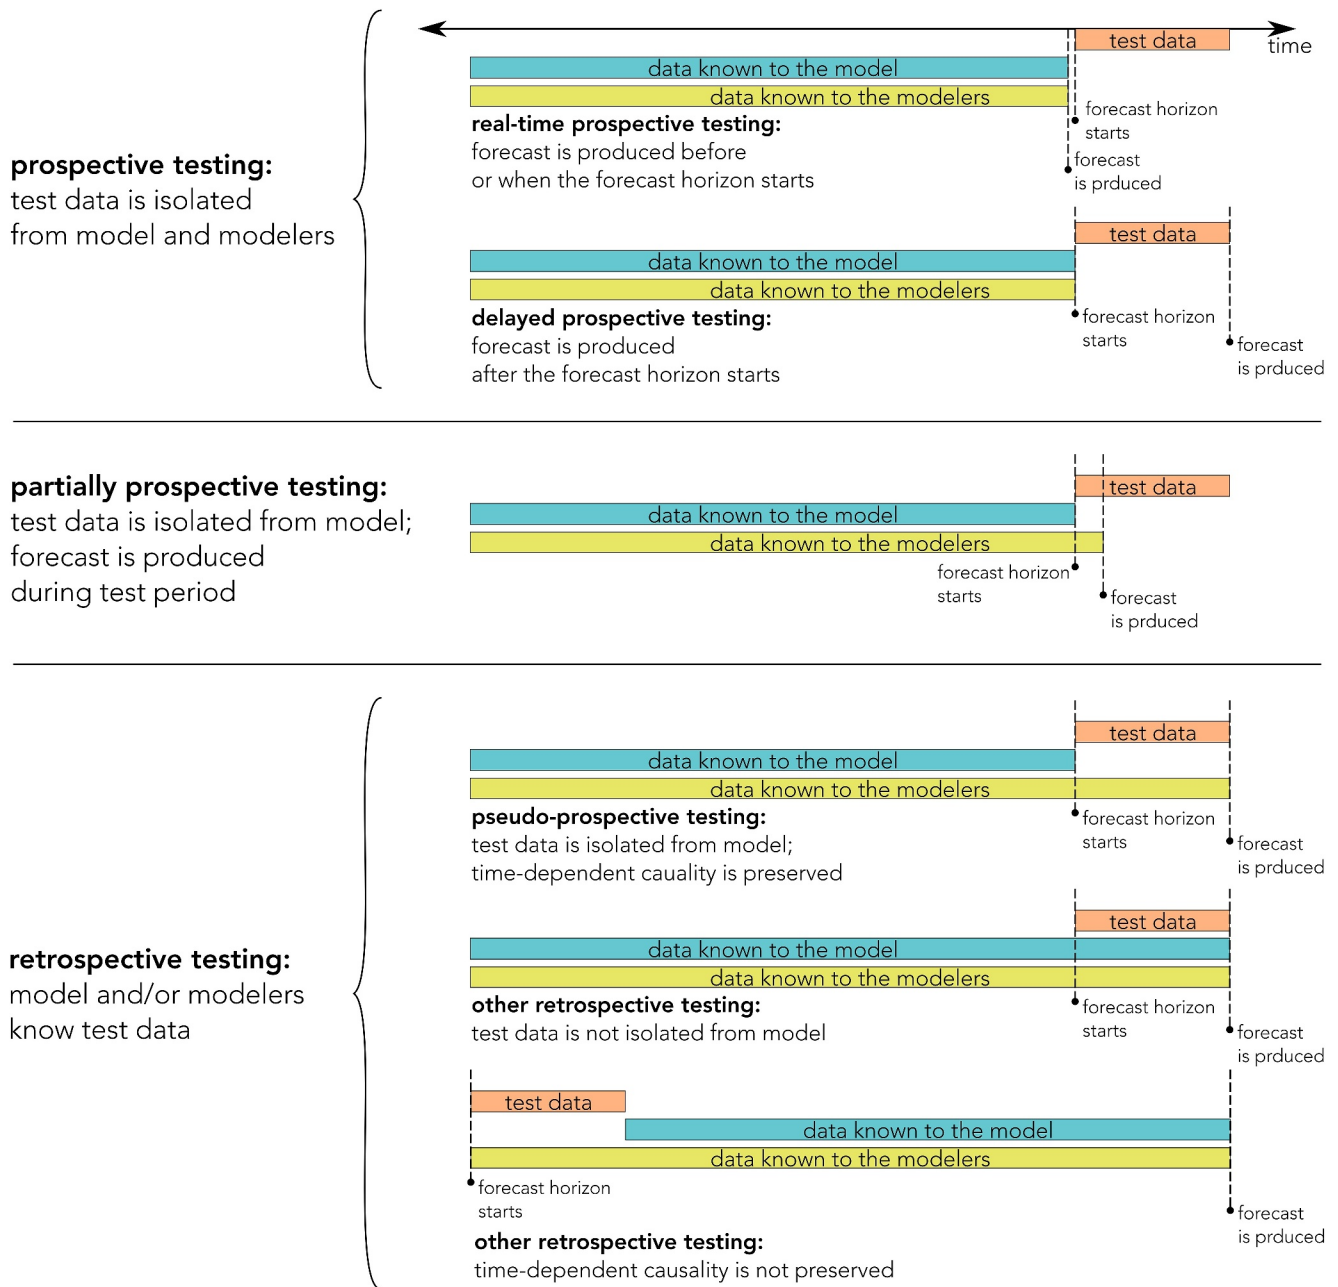 test data
time
data known to the model
data known to the modelers
real-time prospective testing:
forecast is produced before
or when the forecast horizon starts
forecast horizon
starts
forecast
is prduced
prospective testing:
test data is isolated
from model and modelers
test data
data known to the model
data known to the modelers
delayed prospective testing:
forecast is produced
after the forecast horizon starts
forecast horizon
starts
forecast
is prduced
partially prospective testing:
test data is isolated from model;
forecast is produced
during test period
test data
data known to the model
data known to the modelers
forecast horizon
starts
forecast
is prduced
test data
data known to the model
data known to the modelers
pseudo-prospective testing:
test data is isolated from model;
time-dependent cauality is preserved
forecast horizon
starts
forecast
is prduced
retrospective testing:
model and/or modelers
know test data
test data
data known to the model
data known to the modelers
other retrospective testing:
test data is not isolated from model
forecast horizon
starts
forecast
is prduced
test data
data known to the model
data known to the modelers
forecast horizon
starts
forecast
is prduced
other retrospective testing:
time-dependent causality is not preserved